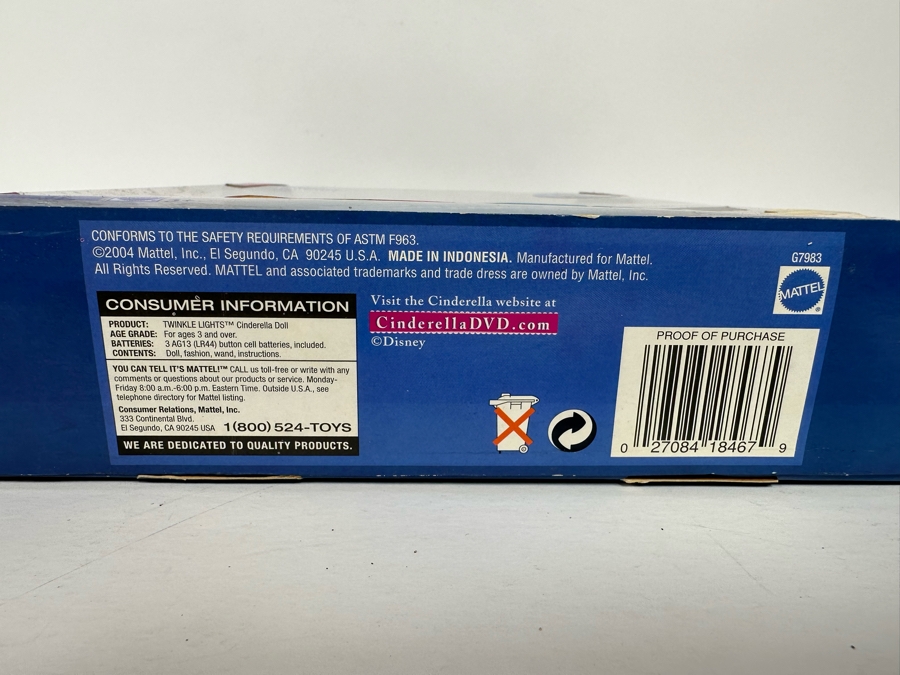 CONFORMS TO THE SAFETY REQUIREMENTS OF ASTM F963.
©2004 Mattel, Inc., El Segundo, CA 90245 U.S.A. MADE IN INDONESIA. Manufactured for Mattel.
All Rights Reserved. MATTEL and associated trademarks and trade dress are owned by Mattel, Inc.
G7983
MATTEL®
CONSUMER INFORMATION
PRODUCT: TWINKLE LIGHTS™ Cinderella Doll
AGE GRADE: For ages 3 and over.
BATTERIES: 3 AG13 (LR44) button cell batteries, included.
CONTENTS: Doll, fashion, wand, instructions.
YOU CAN TELL IT'S MATTEL!™ CALL us toll-free or write with any
comments or questions about our products or service. Monday-
Friday 8:00 a.m.-6:00 p.m. Eastern Time. Outside U.S.A., see
telephone directory for Mattel listing.
Consumer Relations, Mattel, Inc.
333 Continental Blvd.
El Segundo, CA 90245 USA 1(800) 524-TOYS
WE ARE DEDICATED TO QUALITY PRODUCTS.
Visit the Cinderella website at
CinderellaDVD.com
©Disney
PROOF OF PURCHASE
0 27084 18467 9